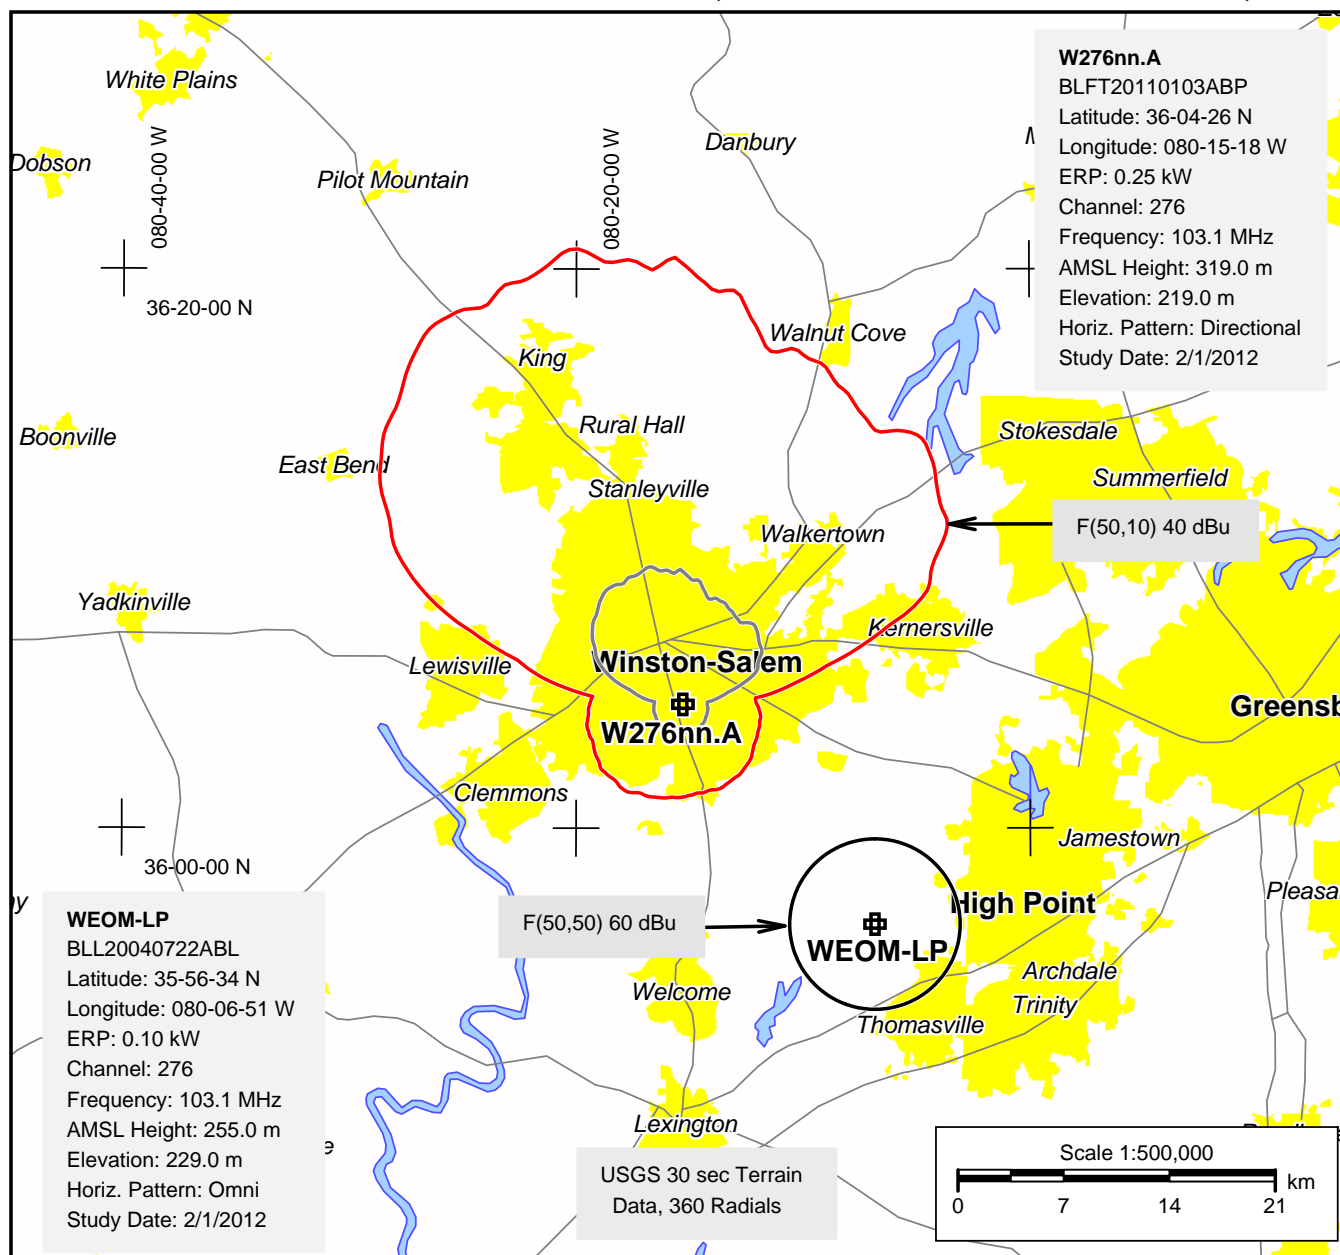 W276nn.A
BLFT20110103ABP
Latitude: 36-04-26 N
Longitude: 080-15-18 W
ERP: 0.25 kW
Channel: 276
Frequency: 103.1 MHz
AMSL Height: 319.0 m
Elevation: 219.0 m
Horiz. Pattern: Directional
Study Date: 2/1/2012
White Plains
Dobson
080-40-00 W
Pilot Mountain
080-20-00 W
Danbury
36-20-00 N
Walnut Cove
King
Boonville
East Bend
Rural Hall
Stanleyville
Stokesdale
Summerfield
Walkertown
F(50,10) 40 dBu
Yadkinville
Lewisville
Kernersville
Winston-Salem
W276nn.A
Greensb
Clemmons
Jamestown
36-00-00 N
Pleasa
High Point
F(50,50) 60 dBu
WEOM-LP
Welcome
Archdale
Trinity
Thomasville
Lexington
WEOM-LP
BLL20040722ABL
Latitude: 35-56-34 N
Longitude: 080-06-51 W
ERP: 0.10 kW
Channel: 276
Frequency: 103.1 MHz
AMSL Height: 255.0 m
Elevation: 229.0 m
Horiz. Pattern: Omni
Study Date: 2/1/2012
USGS 30 sec Terrain
Data, 360 Radials
Scale 1:500,000
km
0 7 14 21